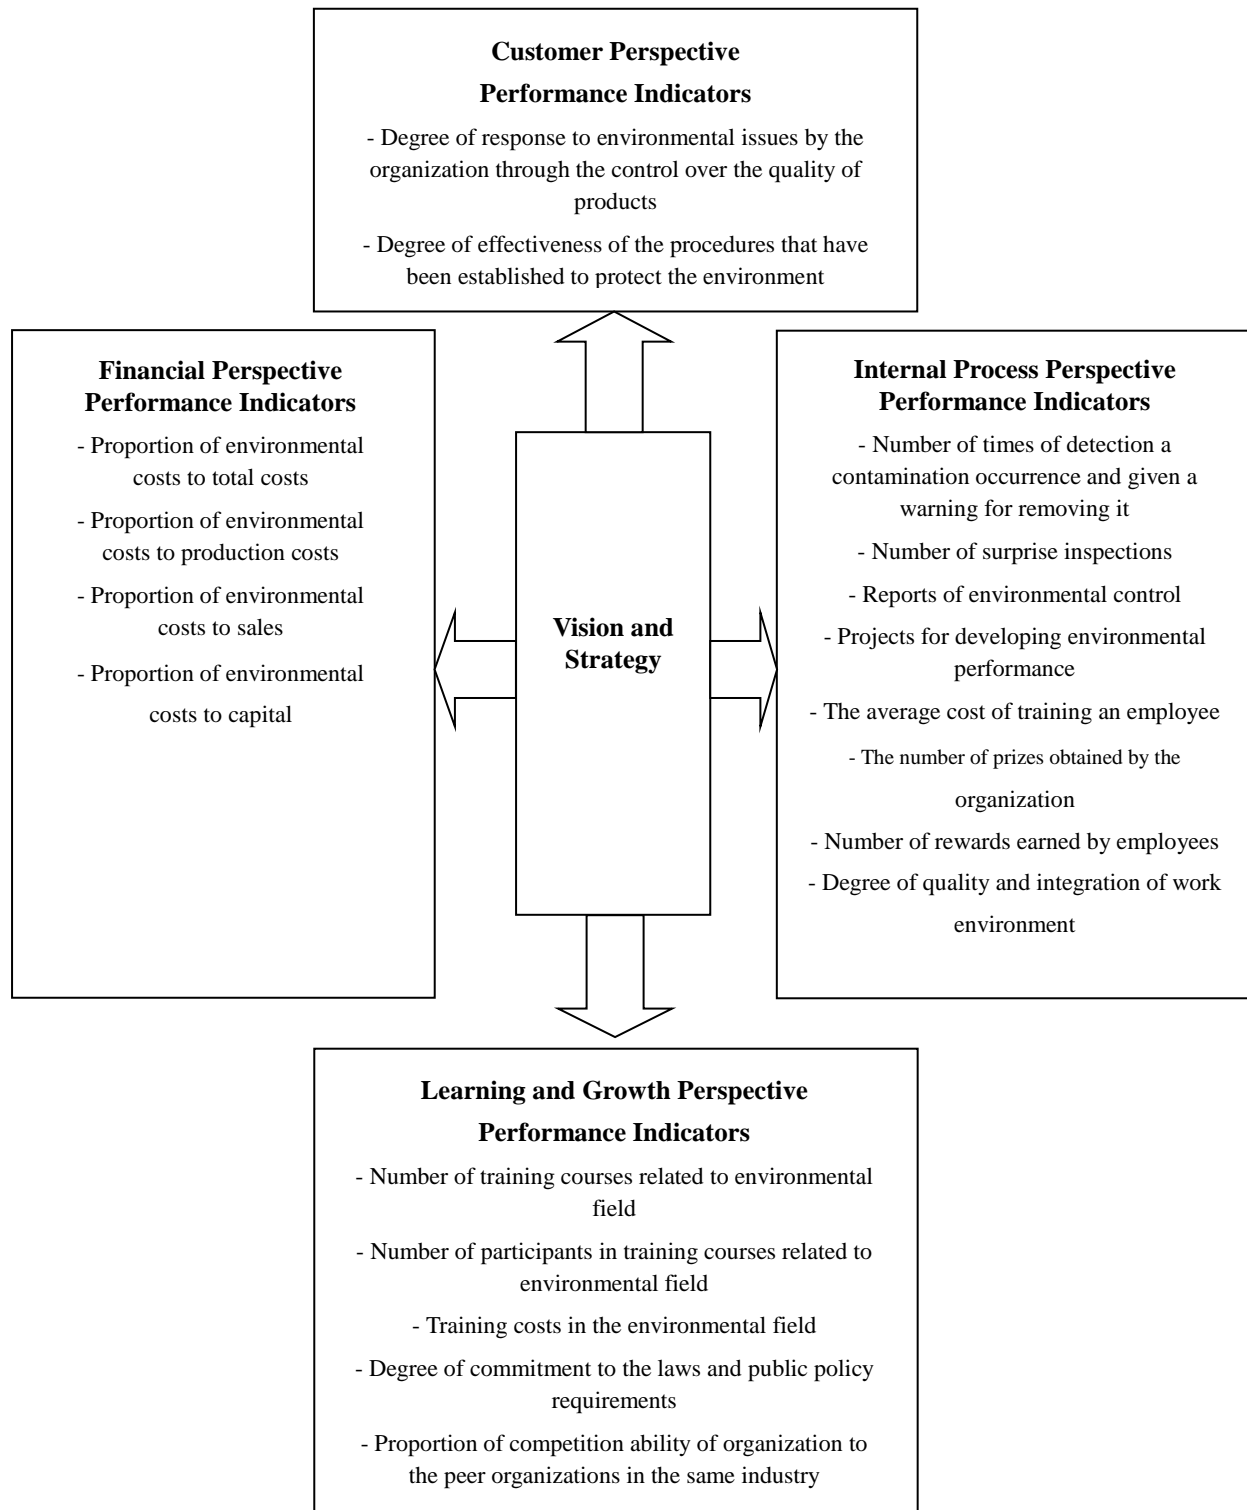 Customer Perspective
Performance Indicators
- Degree of response to environmental issues by the
organization through the control over the quality of
products
- Degree of effectiveness of the procedures that have
been established to protect the environment
Financial Perspective
Performance Indicators
- Proportion of environmental
costs to total costs
- Proportion of environmental
costs to production costs
- Proportion of environmental
costs to sales
- Proportion of environmental
costs to capital
Vision and
Strategy
Internal Process Perspective
Performance Indicators
- Number of times of detection a
contamination occurrence and given a
warning for removing it
- Number of surprise inspections
- Reports of environmental control
- Projects for developing environmental
performance
- The average cost of training an employee
- The number of prizes obtained by the
organization
- Number of rewards earned by employees
- Degree of quality and integration of work
environment
Learning and Growth Perspective
Performance Indicators
- Number of training courses related to environmental
field
- Number of participants in training courses related to
environmental field
- Training costs in the environmental field
- Degree of commitment to the laws and public policy
requirements
- Proportion of competition ability of organization to
the peer organizations in the same industry